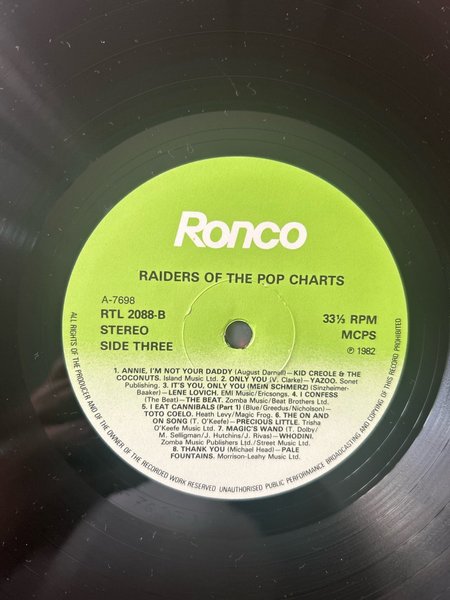 Ronco
RAIDERS OF THE POP CHARTS
A-7698
RTL 2088-B
STEREO
SIDE THREE
33⅓ RPM
MCPS
℗ 1982
1. ANNIE, I'M NOT YOUR DADDY (August Darnell) – KID CREOLE & THE
COCONUTS. Island Music Ltd. 2. ONLY YOU (V. Clarke) – YAZOO. Sonet
Publishing. 3. IT'S YOU, ONLY YOU (MEIN SCHMERZ) (Sinzheimer-
Baaker) – LENE LOVICH. EMI Music/Ericsongs. 4. I CONFESS
(The Beat) – THE BEAT. Zomba Music/Beat Brothers Ltd.
5. I EAT CANNIBALS (Part 1) (Blue/Greedus/Nicholson) –
TOTO COELO. Heath Levy/Magic Frog. 6. THE ON AND
ON SONG (T. O'Keefe) – PRECIOUS LITTLE. Trisha
O'Keefe Music Ltd. 7. MAGIC'S WAND (T. Dolby/
M. Selligman/J. Hutchins/J. Rivas) – WHODINI.
Zomba Music Publishers Ltd./Street Music Ltd.
8. THANK YOU (Michael Head) – PALE
FOUNTAINS. Morrison-Leahy Music Ltd.
ALL RIGHTS OF THE PRODUCER AND OF THE OWNER OF THE RECORDED WORK RESERVED UNAUTHORISED PUBLIC PERFORMANCE BROADCASTING AND COPYING OF THIS RECORD PROHIBITED